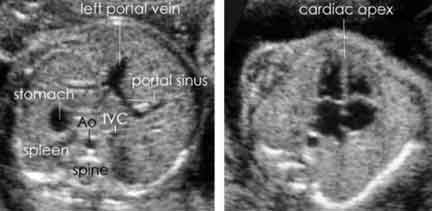 left portal vein
cardiac apex
portal sinus
stomach
Ao
IVC
spleen
spine